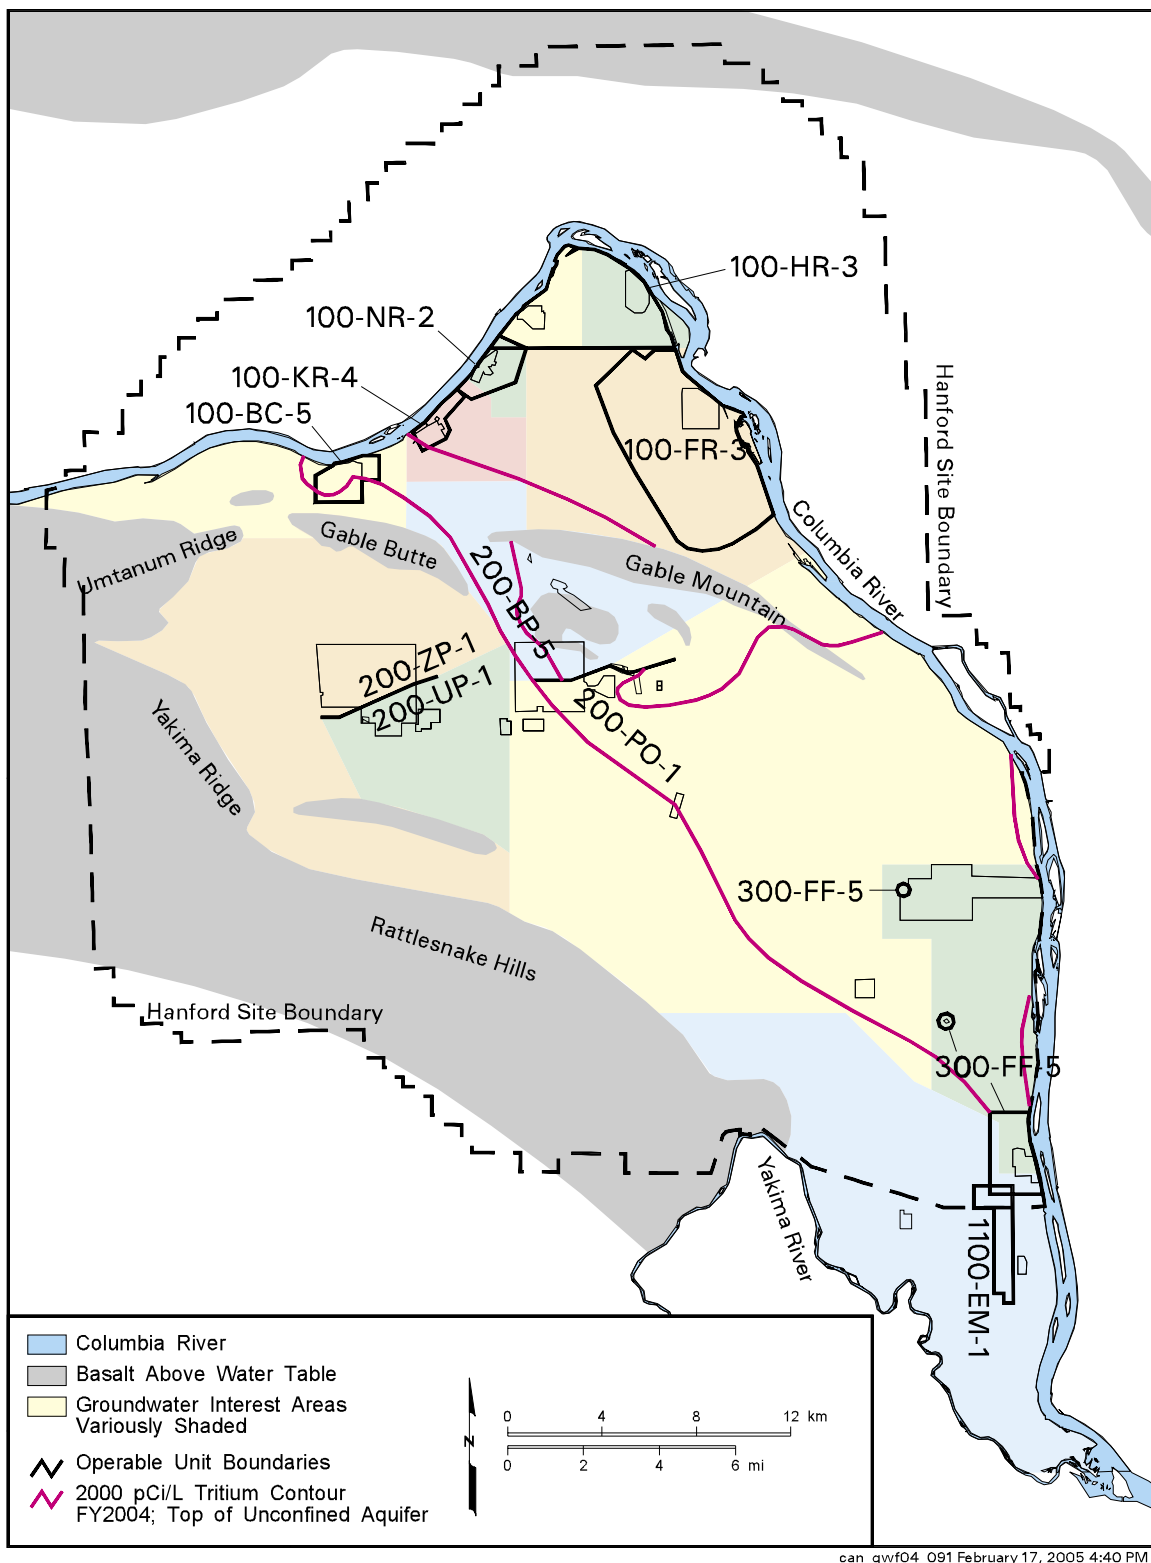 100-HR-3
100-NR-2
100-KR-4
100-BC-5
100-FR-3
Hanford Site Boundary
Columbia River
Umtanum Ridge
Gable Butte
Gable Mountain
200-BP-5
200-ZP-1
200-UP-1
200-PO-1
Yakima Ridge
300-FF-5
Rattlesnake Hills
Hanford Site Boundary
300-FF-5
Yakima River
1100-EM-1
Columbia River
Basalt Above Water Table
Groundwater Interest Areas
Variously Shaded
Operable Unit Boundaries
2000 pCi/L Tritium Contour
FY2004; Top of Unconfined Aquifer
N
0 4 8 12 km
0 2 4 6 mi
can_gwf04_091 February 17, 2005 4:40 PM